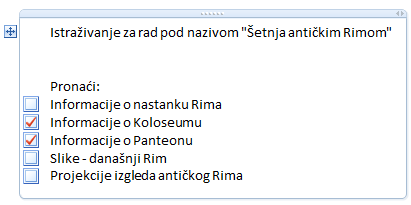 Istraživanje za rad pod nazivom "Šetnja antičkim Rimom"
Pronaći:
Informacije o nastanku Rima
Informacije o Koloseumu
Informacije o Panteonu
Slike - današnji Rim
Projekcije izgleda antičkog Rima